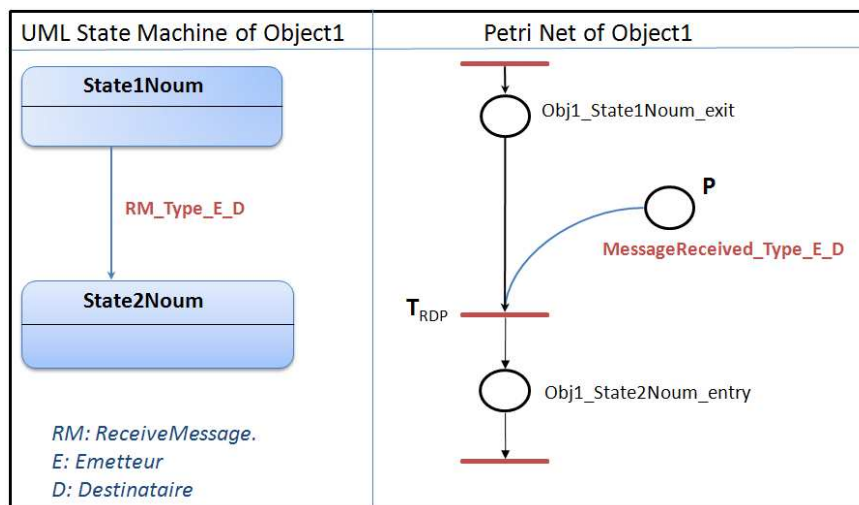 UML State Machine of Object1
State1Noum
RM_Type_E_D
State2Noum
RM: ReceiveMessage.
E: Emetteur
D: Destinataire
Petri Net of Object1
Obj1_State1Noum_exit
P
MessageReceived_Type_E_D
TRDP
Obj1_State2Noum_entry